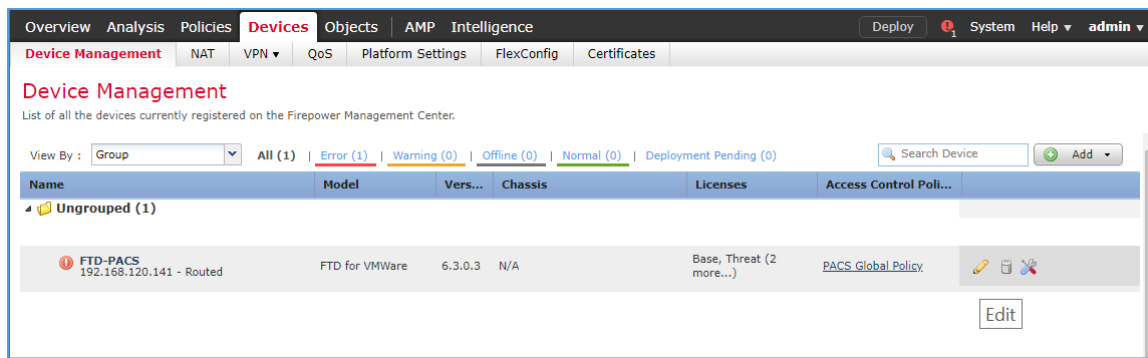 Overview Analysis Policies Devices Objects AMP Intelligence Deploy 1 System Help admin
Device Management NAT VPN QoS Platform Settings FlexConfig Certificates
Device Management
List of all the devices currently registered on the Firepower Management Center.
View By : Group All (1) | Error (1) | Warning (0) | Offline (0) | Normal (0) | Deployment Pending (0) Search Device Add
Name Model Vers... Chassis Licenses Access Control Poli...
Ungrouped (1)
FTD-PACS
192.168.120.141 - Routed
FTD for VMWare 6.3.0.3 N/A
Base, Threat (2
more...)
PACS Global Policy
Edit